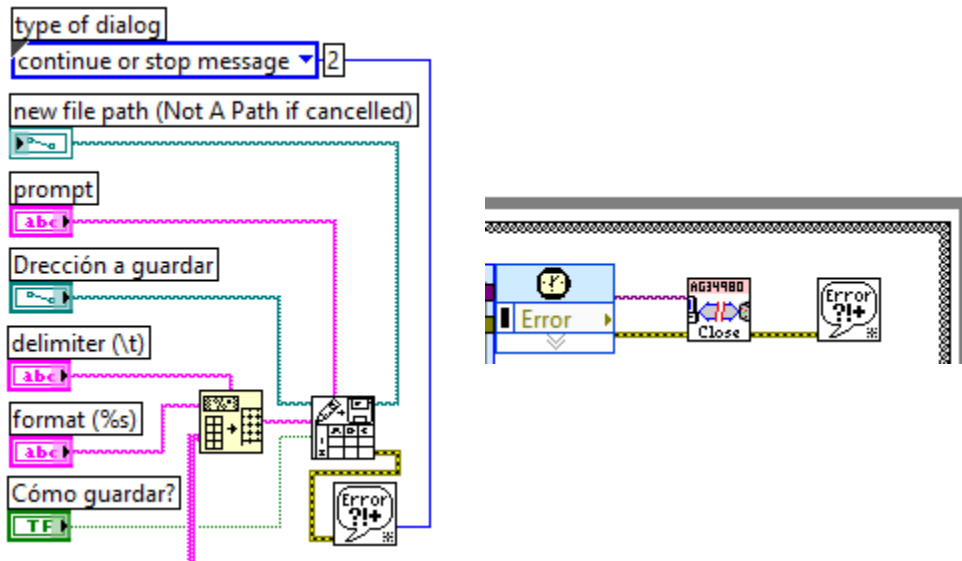 type of dialog
continue or stop message
2
new file path (Not A Path if cancelled)
prompt
abc
Drección a guardar
delimiter (\t)
abc
format (%s)
abc
Cómo guardar?
TF
Error
?!+
Error
AG34980
Close
Error
?!+